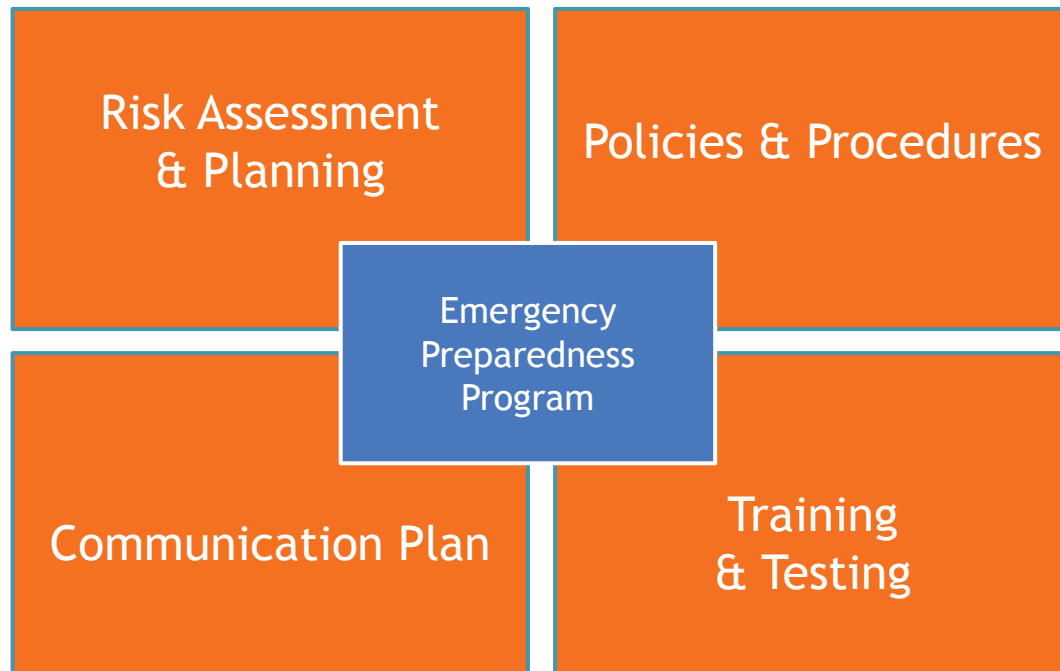 Risk Assessment
& Planning
Policies & Procedures
Emergency
Preparedness
Program
Communication Plan
Training
& Testing